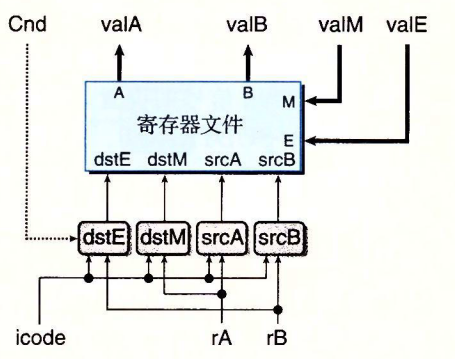 Cnd valA valB valM valE
A B M
寄存器文件
E
dstE dstM srcA srcB
dstE dstM srcA srcB
icode rA rB